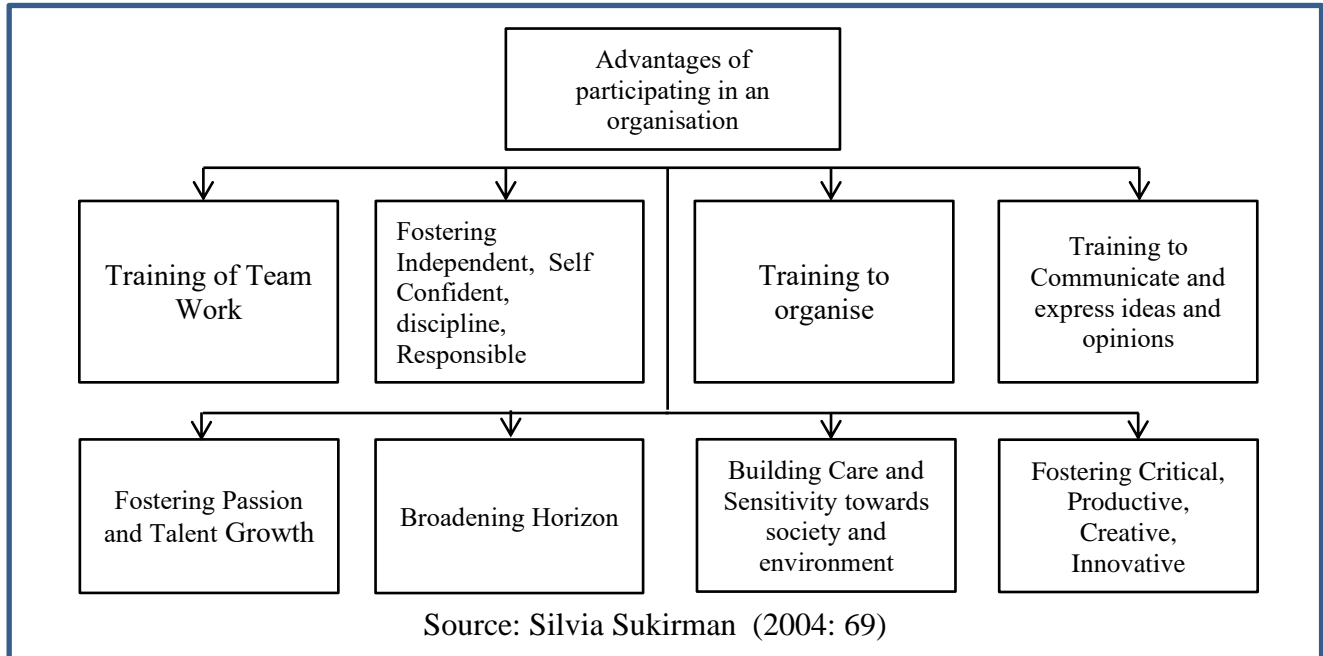 Advantages of
participating in an
organisation
Training of Team
Work
Fostering
Independent, Self
Confident,
discipline,
Responsible
Training to
organise
Training to
Communicate and
express ideas and
opinions
Fostering Passion
and Talent Growth
Broadening Horizon
Building Care and
Sensitivity towards
society and
environment
Fostering Critical,
Productive,
Creative,
Innovative
Source: Silvia Sukirman (2004: 69)